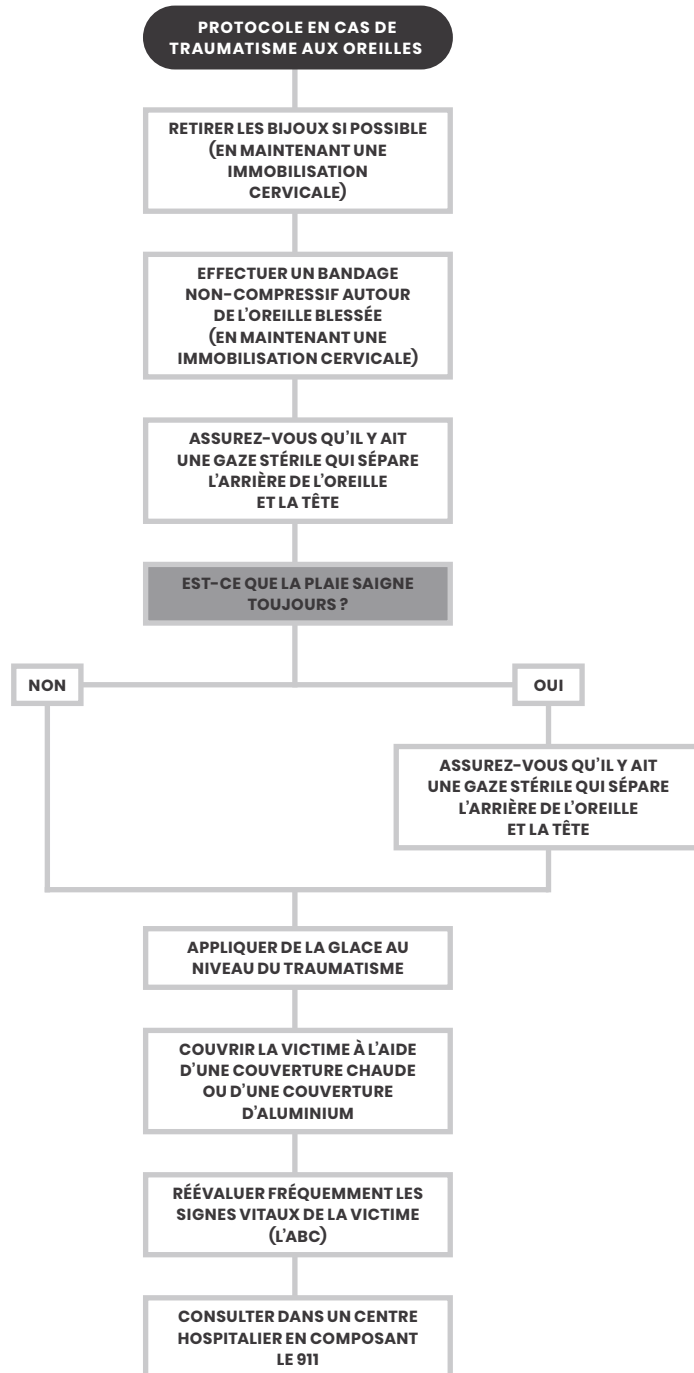 PROTOCOLE EN CAS DE
TRAUMATISME AUX OREILLES
RETIRER LES BIJOUX SI POSSIBLE
(EN MAINTENANT UNE
IMMOBILISATION
CERVICALE)
EFFECTUER UN BANDAGE
NON-COMPRESSIF AUTOUR
DE L'OREILLE BLESSÉE
(EN MAINTENANT UNE
IMMOBILISATION CERVICALE)
ASSUREZ-VOUS QU'IL Y AIT
UNE GAZE STÉRILE QUI SÉPARE
L'ARRIÈRE DE L'OREILLE
ET LA TÊTE
EST-CE QUE LA PLAIE SAIGNE
TOUJOURS ?
NON
OUI
ASSUREZ-VOUS QU'IL Y AIT
UNE GAZE STÉRILE QUI SÉPARE
L'ARRIÈRE DE L'OREILLE
ET LA TÊTE
APPLIQUER DE LA GLACE AU
NIVEAU DU TRAUMATISME
COUVRIR LA VICTIME À L'AIDE
D'UNE COUVERTURE CHAUDE
OU D'UNE COUVERTURE
D'ALUMINIUM
RÉÉVALUER FRÉQUEMMENT LES
SIGNES VITAUX DE LA VICTIME
(L'ABC)
CONSULTER DANS UN CENTRE
HOSPITALIER EN COMPOSANT
LE 911